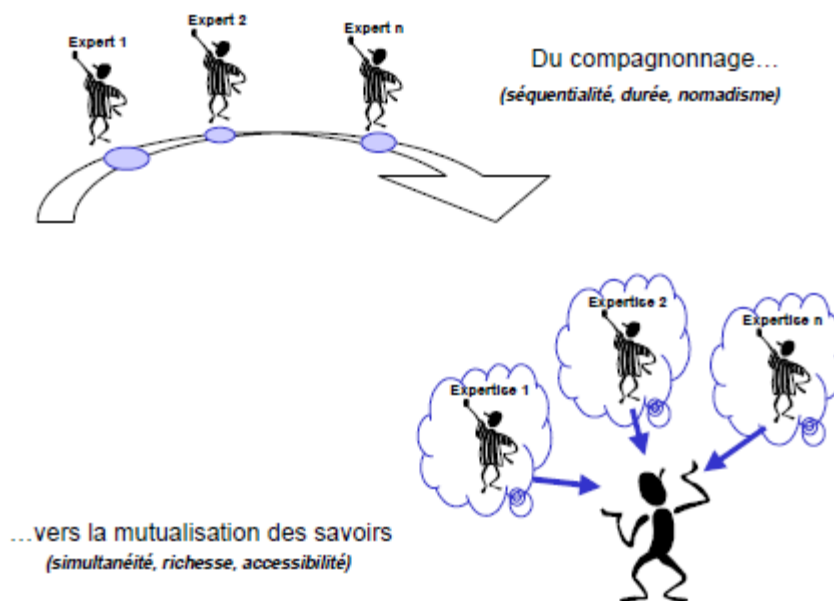 Expert 1
Expert 2
Expert n
Du compagnonnage…
(séquentialité, durée, nomadisme)
Expertise 1
Expertise 2
Expertise n
…vers la mutualisation des savoirs
(simultanéité, richesse, accessibilité)